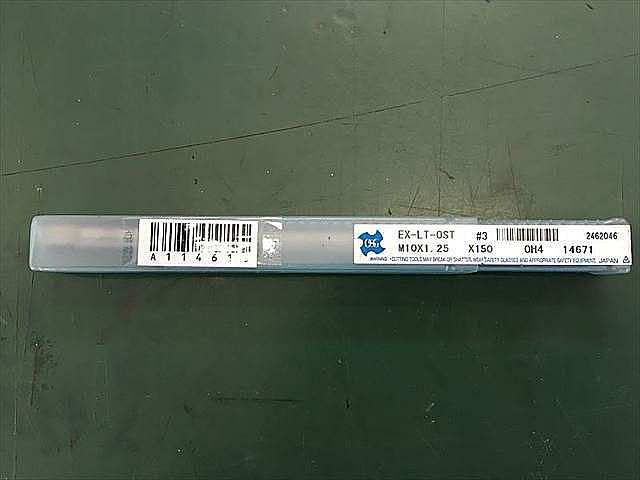 A11461
OSG
EX-LT-OST #3 2462046
M10X1.25 X150 OH4 14671
WARNING • CUTTING TOOLS MAY BREAK OR SHATTER, WEAR SAFETY GLASSES AND APPROPRIATE SAFETY EQUIPMENT. JAPAN